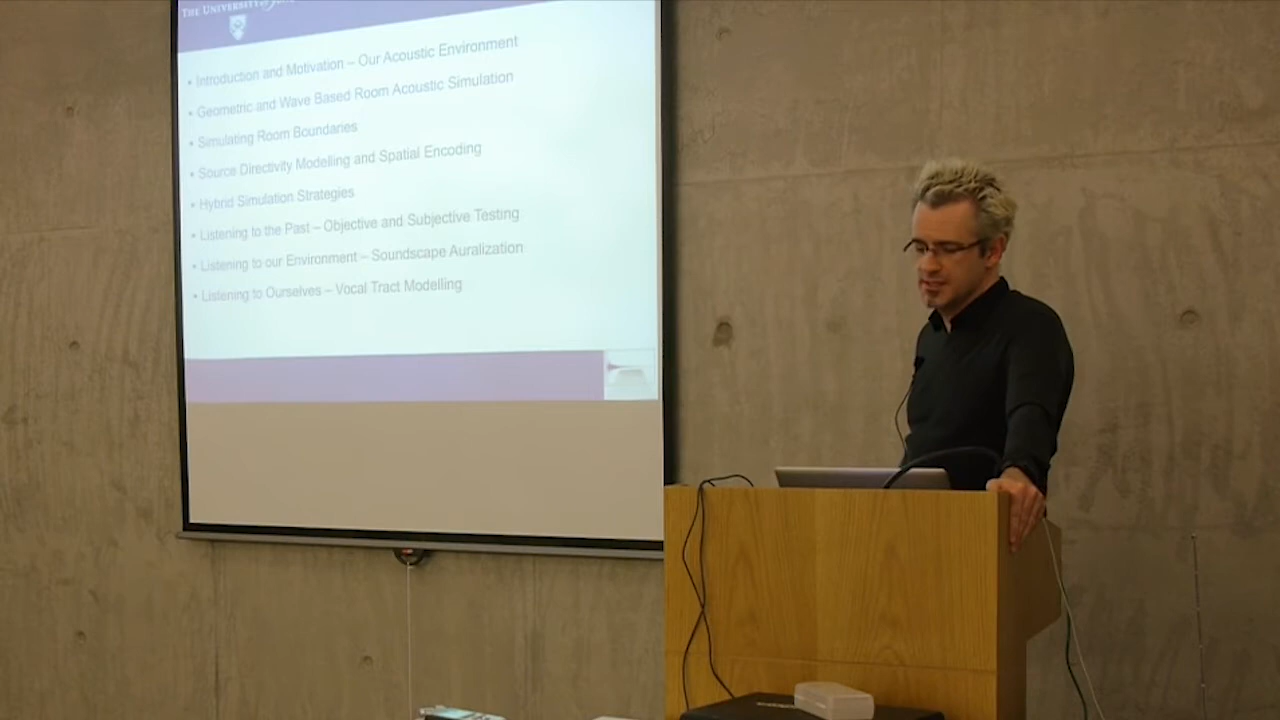 THE UNIVERSITY
• Introduction and Motivation – Our Acoustic Environment
• Geometric and Wave Based Room Acoustic Simulation
• Simulating Room Boundaries
• Source Directivity Modelling and Spatial Encoding
• Hybrid Simulation Strategies
• Listening to the Past – Objective and Subjective Testing
• Listening to our Environment – Soundscape Auralization
• Listening to Ourselves – Vocal Tract Modelling